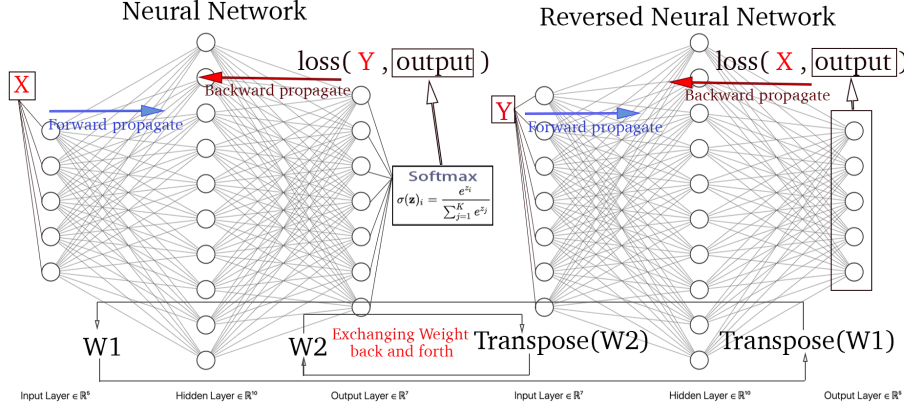 Neural Network
Reversed Neural Network
loss( Y , output )
loss( X , output )
X
Backward propagate
Backward propagate
Y
Forward propagate
Forward propagate
Softmax
σ(z)ᵢ = e^{zᵢ} / ∑_{j=1}^{K} e^{zⱼ}
W1
W2
Exchanging Weight
back and forth
Transpose(W2)
Transpose(W1)
Input Layer ∈ ℝ⁵
Hidden Layer ∈ ℝ¹⁰
Output Layer ∈ ℝ⁷
Input Layer ∈ ℝ⁷
Hidden Layer ∈ ℝ¹⁰
Output Layer ∈ ℝ⁵